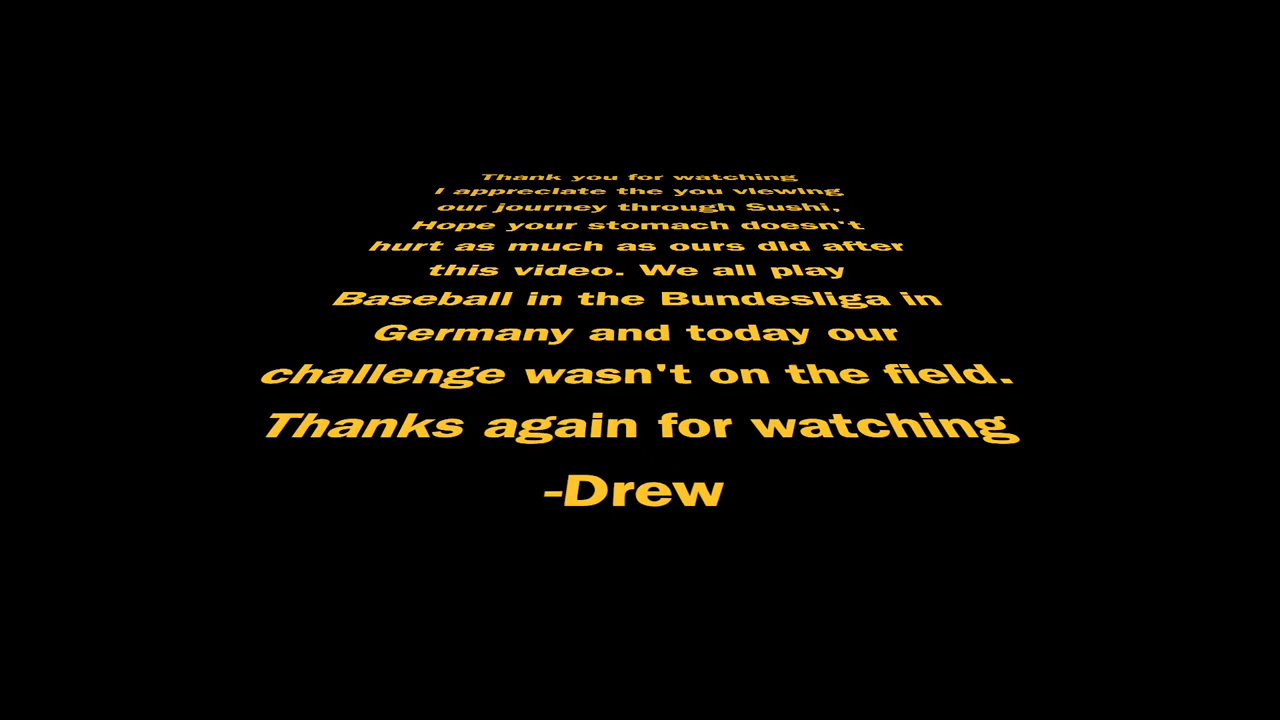 Thank you for watching
I appreciate the you viewing
our journey through Sushi,
Hope your stomach doesn't
hurt as much as ours did after
this video. We all play
Baseball in the Bundesliga in
Germany and today our
challenge wasn't on the field.
Thanks again for watching
-Drew